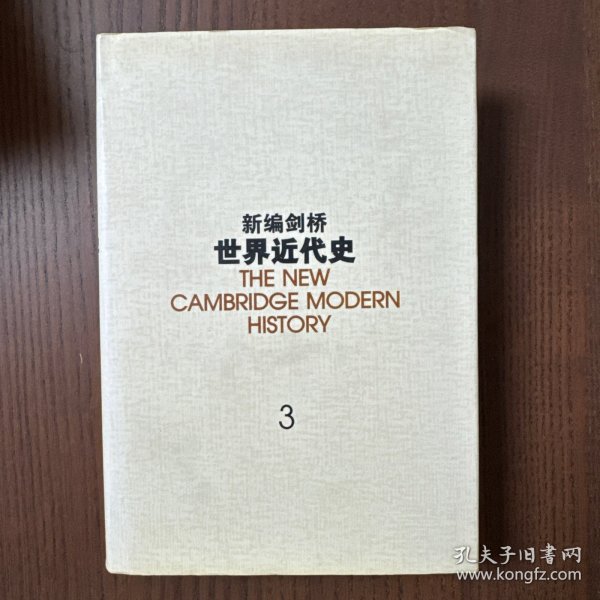 新编剑桥
世界近代史
THE NEW
CAMBRIDGE MODERN
HISTORY
3
孔夫子旧书网
www.kongfz.com